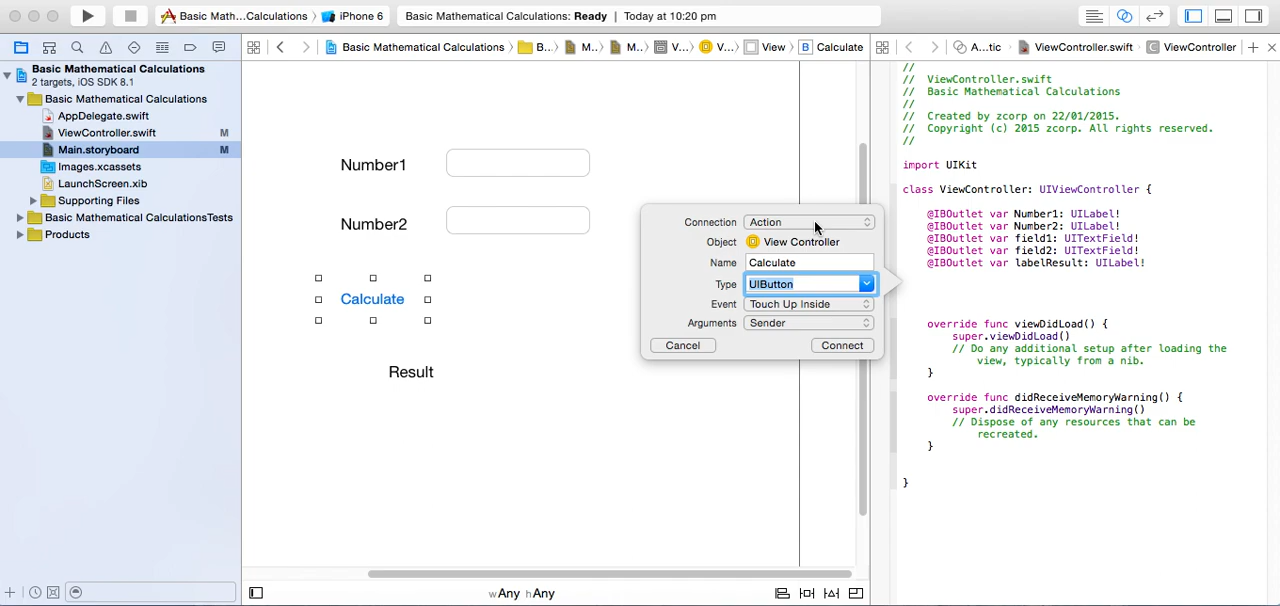 Basic Math...Calculations
iPhone 6
Basic Mathematical Calculations: Ready | Today at 10:20 pm
Basic Mathematical Calculations
B...
M...
M...
V...
V...
View
B Calculate
A...tic
ViewController.swift
C ViewController
Basic Mathematical Calculations
2 targets, iOS SDK 8.1
Basic Mathematical Calculations
AppDelegate.swift
ViewController.swift M
Main.storyboard M
Images.xcassets
LaunchScreen.xib
Supporting Files
Basic Mathematical CalculationsTests
Products
Number1
Number2
Calculate
Result
wAny hAny
Connection Action
Object View Controller
Name Calculate
Type UIButton
Event Touch Up Inside
Arguments Sender
Cancel Connect
//
// ViewController.swift
// Basic Mathematical Calculations
//
// Created by zcorp on 22/01/2015.
// Copyright (c) 2015 zcorp. All rights reserved.
//
import UIKit
class ViewController: UIViewController {
@IBOutlet var Number1: UILabel!
@IBOutlet var Number2: UILabel!
@IBOutlet var field1: UITextField!
@IBOutlet var field2: UITextField!
@IBOutlet var labelResult: UILabel!
override func viewDidLoad() {
super.viewDidLoad()
// Do any additional setup after loading the
view, typically from a nib.
}
override func didReceiveMemoryWarning() {
super.didReceiveMemoryWarning()
// Dispose of any resources that can be
recreated.
}
}